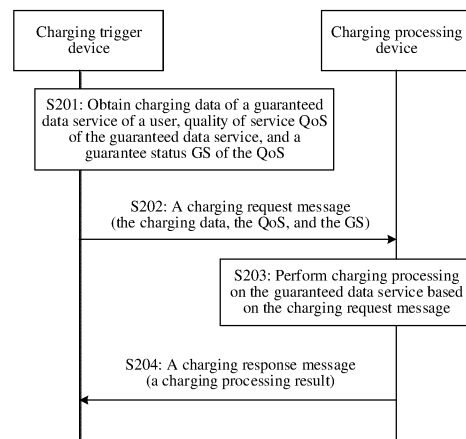 Charging trigger
device
Charging processing
device
S201: Obtain charging data of a guaranteed
data service of a user, quality of service QoS
of the guaranteed data service, and a
guarantee status GS of the QoS
S202: A charging request message
(the charging data, the QoS, and the GS)
S203: Perform charging processing
on the guaranteed data service based
on the charging request message
S204: A charging response message
(a charging processing result)